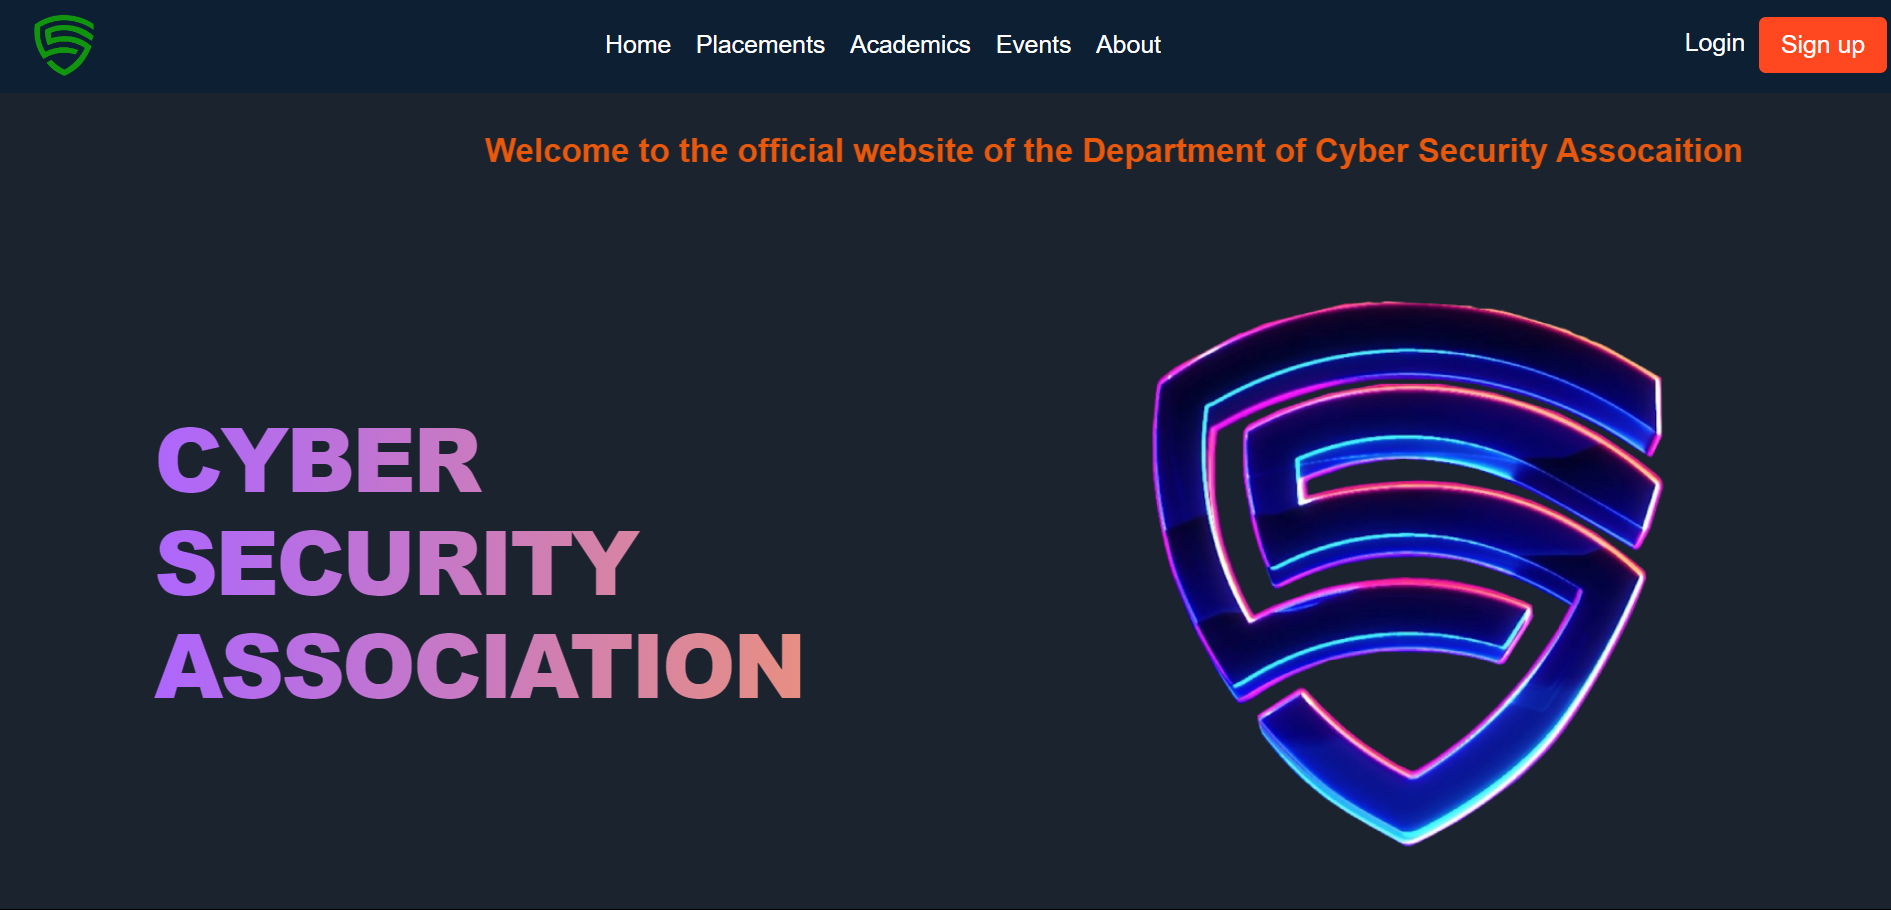 Home Placements Academics Events About Login Sign up
Welcome to the official website of the Department of Cyber Security Assocaition
CYBER
SECURITY
ASSOCIATION